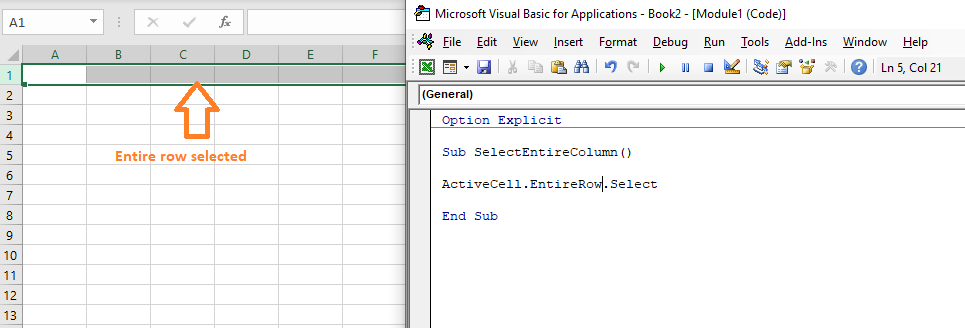 A1
fx
A B C D E F
1
2
3
4
5
6
7
8
9
10
11
12
13
Entire row selected
Microsoft Visual Basic for Applications - Book2 - [Module1 (Code)]
File Edit View Insert Format Debug Run Tools Add-Ins Window Help
Ln 5, Col 21
(General)
Option Explicit
Sub SelectEntireColumn()
ActiveCell.EntireRow.Select
End Sub